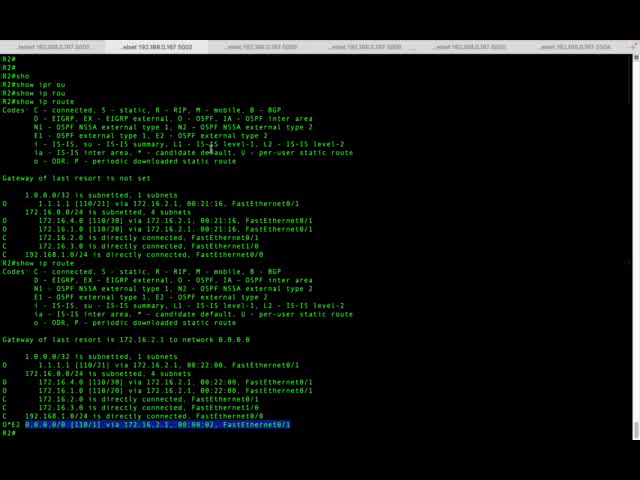 ...elnet 192.168.0.167 5002
R2#
R2#
R2#sho
R2#show ipr ou
R2#show ip rou
R2#show ip route
Codes: C - connected, S - static, R - RIP, M - mobile, B - BGP
D - EIGRP, EX - EIGRP external, O - OSPF, IA - OSPF inter area
N1 - OSPF NSSA external type 1, N2 - OSPF NSSA external type 2
E1 - OSPF external type 1, E2 - OSPF external type 2
i - IS-IS, su - IS-IS summary, L1 - IS-IS level-1, L2 - IS-IS level-2
ia - IS-IS inter area, * - candidate default, U - per-user static route
o - ODR, P - periodic downloaded static route
Gateway of last resort is not set
1.0.0.0/32 is subnetted, 1 subnets
O 1.1.1.1 [110/21] via 172.16.2.1, 00:21:16, FastEthernet0/1
172.16.0.0/24 is subnetted, 4 subnets
O 172.16.4.0 [110/30] via 172.16.2.1, 00:21:16, FastEthernet0/1
O 172.16.1.0 [110/20] via 172.16.2.1, 00:21:16, FastEthernet0/1
C 172.16.2.0 is directly connected, FastEthernet0/1
C 172.16.3.0 is directly connected, FastEthernet1/0
C 192.168.1.0/24 is directly connected, FastEthernet0/0
R2#show ip route
Codes: C - connected, S - static, R - RIP, M - mobile, B - BGP
D - EIGRP, EX - EIGRP external, O - OSPF, IA - OSPF inter area
N1 - OSPF NSSA external type 1, N2 - OSPF NSSA external type 2
E1 - OSPF external type 1, E2 - OSPF external type 2
i - IS-IS, su - IS-IS summary, L1 - IS-IS level-1, L2 - IS-IS level-2
ia - IS-IS inter area, * - candidate default, U - per-user static route
o - ODR, P - periodic downloaded static route
Gateway of last resort is 172.16.2.1 to network 0.0.0.0
1.0.0.0/32 is subnetted, 1 subnets
O 1.1.1.1 [110/21] via 172.16.2.1, 00:22:00, FastEthernet0/1
172.16.0.0/24 is subnetted, 4 subnets
O 172.16.4.0 [110/30] via 172.16.2.1, 00:22:00, FastEthernet0/1
O 172.16.1.0 [110/20] via 172.16.2.1, 00:22:00, FastEthernet0/1
C 172.16.2.0 is directly connected, FastEthernet0/1
C 172.16.3.0 is directly connected, FastEthernet1/0
C 192.168.1.0/24 is directly connected, FastEthernet0/0
O*E2 0.0.0.0/0 [110/1] via 172.16.2.1, 00:00:02, FastEthernet0/1
R2#